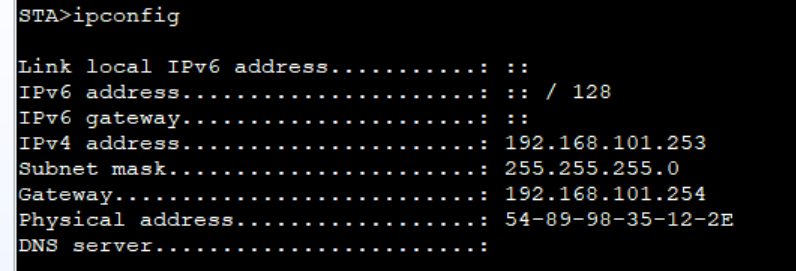 STA>ipconfig
Link local IPv6 address...........: ::
IPv6 address......................: :: / 128
IPv6 gateway......................: ::
IPv4 address......................: 192.168.101.253
Subnet mask.......................: 255.255.255.0
Gateway...........................: 192.168.101.254
Physical address..................: 54-89-98-35-12-2E
DNS server........................: